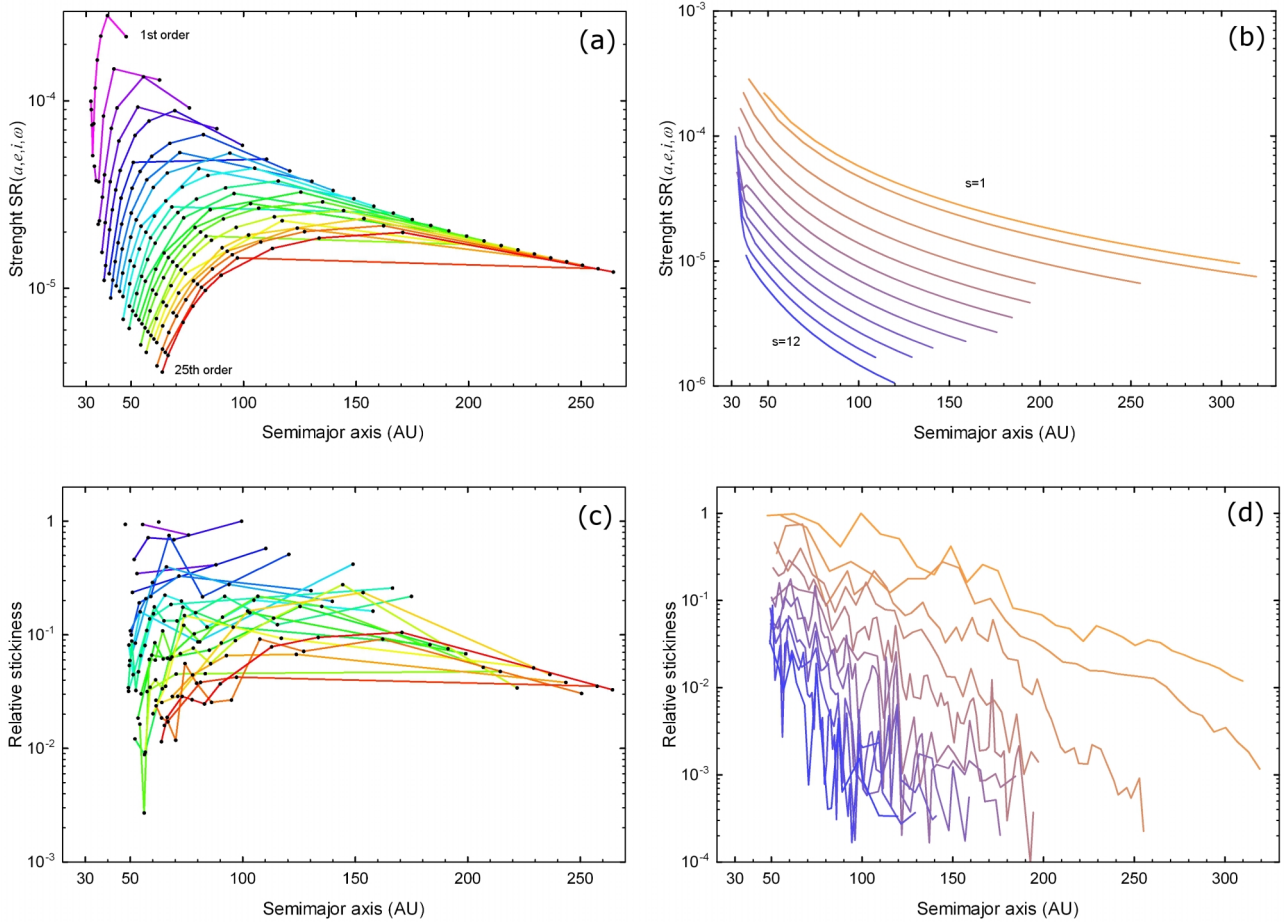 (a)
1st order
10⁻⁴
10⁻⁵
25th order
Strenght SR(a,e,i,ω)
30 50 100 150 200 250
Semimajor axis (AU)
(b)
10⁻³
10⁻⁴
10⁻⁵
10⁻⁶
s=1
s=12
Strenght SR(a,e,i,ω)
30 50 100 150 200 250 300
Semimajor axis (AU)
(c)
1
10⁻¹
10⁻²
10⁻³
Relative stickiness
30 50 100 150 200 250
Semimajor axis (AU)
(d)
1
10⁻¹
10⁻²
10⁻³
10⁻⁴
Relative stickiness
30 50 100 150 200 250 300
Semimajor axis (AU)